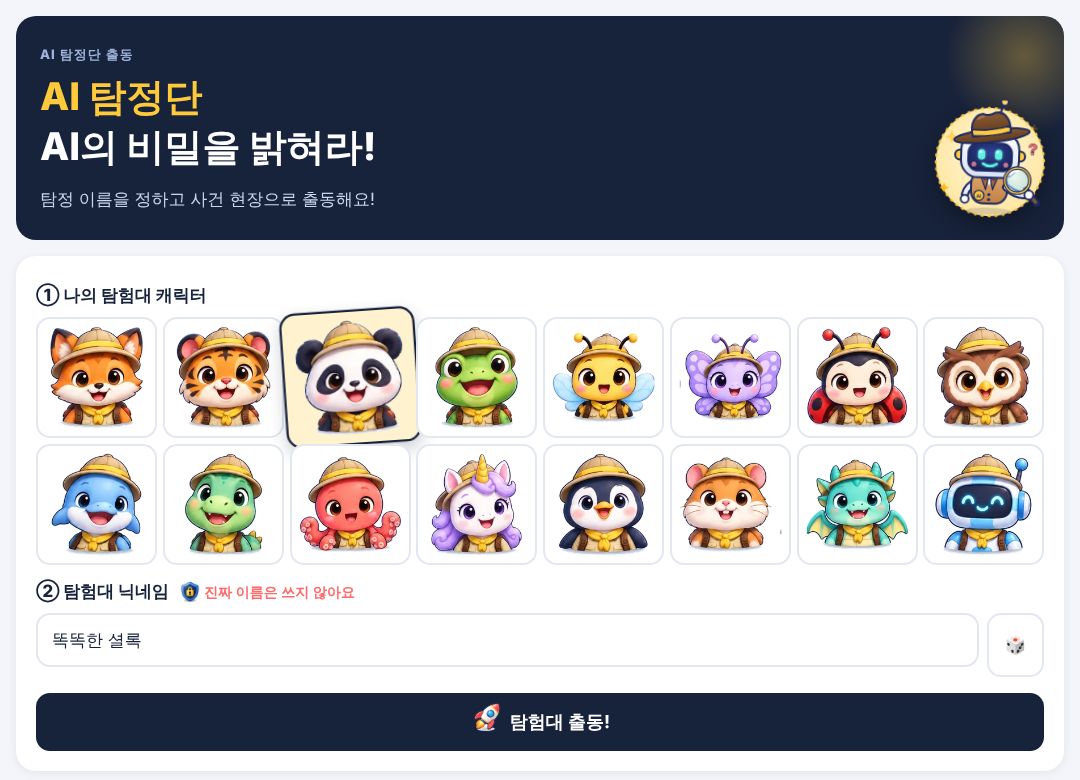 AI 탐정단 출동
AI 탐정단
AI의 비밀을 밝혀라!
탐정 이름을 정하고 사건 현장으로 출동해요!
① 나의 탐험대 캐릭터
② 탐험대 닉네임 진짜 이름은 쓰지 않아요
똑똑한 셜록
탐험대 출동!